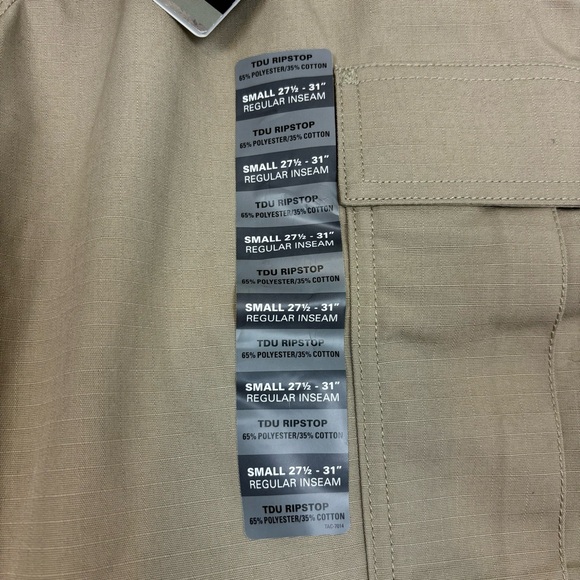 TDU RIPSTOP
65% POLYESTER/35% COTTON
SMALL 27½ - 31"
REGULAR INSEAM
TDU RIPSTOP
65% POLYESTER/35% COTTON
SMALL 27½ - 31"
REGULAR INSEAM
TDU RIPSTOP
65% POLYESTER/35% COTTON
SMALL 27½ - 31"
REGULAR INSEAM
TDU RIPSTOP
65% POLYESTER/35% COTTON
SMALL 27½ - 31"
REGULAR INSEAM
TDU RIPSTOP
65% POLYESTER/35% COTTON
SMALL 27½ - 31"
REGULAR INSEAM
TDU RIPSTOP
65% POLYESTER/35% COTTON
SMALL 27½ - 31"
REGULAR INSEAM
TDU RIPSTOP
65% POLYESTER/35% COTTON